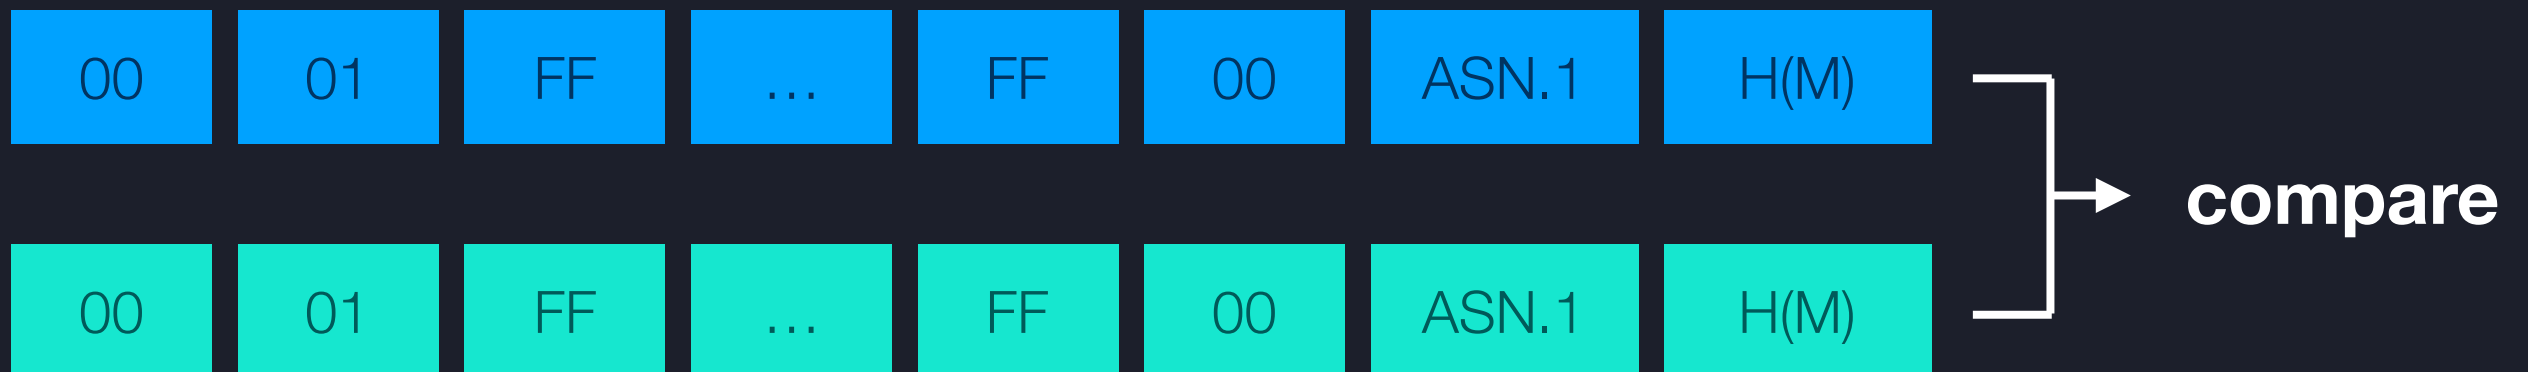 00 01 FF ... FF 00 ASN.1 H(M)
compare
00 01 FF ... FF 00 ASN.1 H(M)